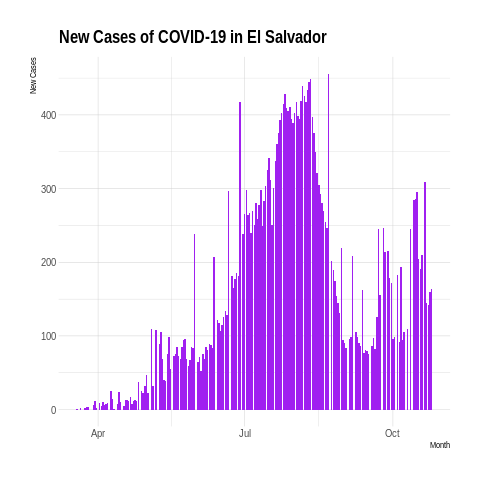 New Cases of COVID-19 in El Salvador
New Cases
400
300
200
100
0
Apr
Jul
Oct
Month